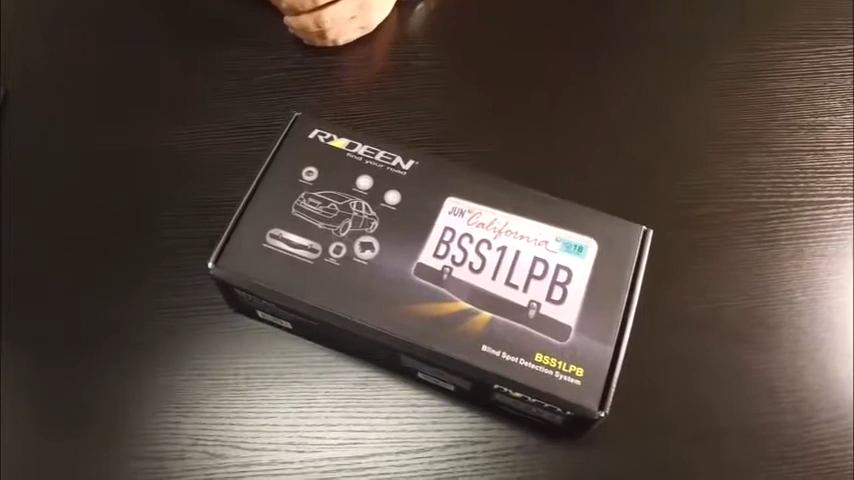 RYDEEN
find your road
JUN California 18
BSS1LPB
BSS1LPB
Blind Spot Detection System